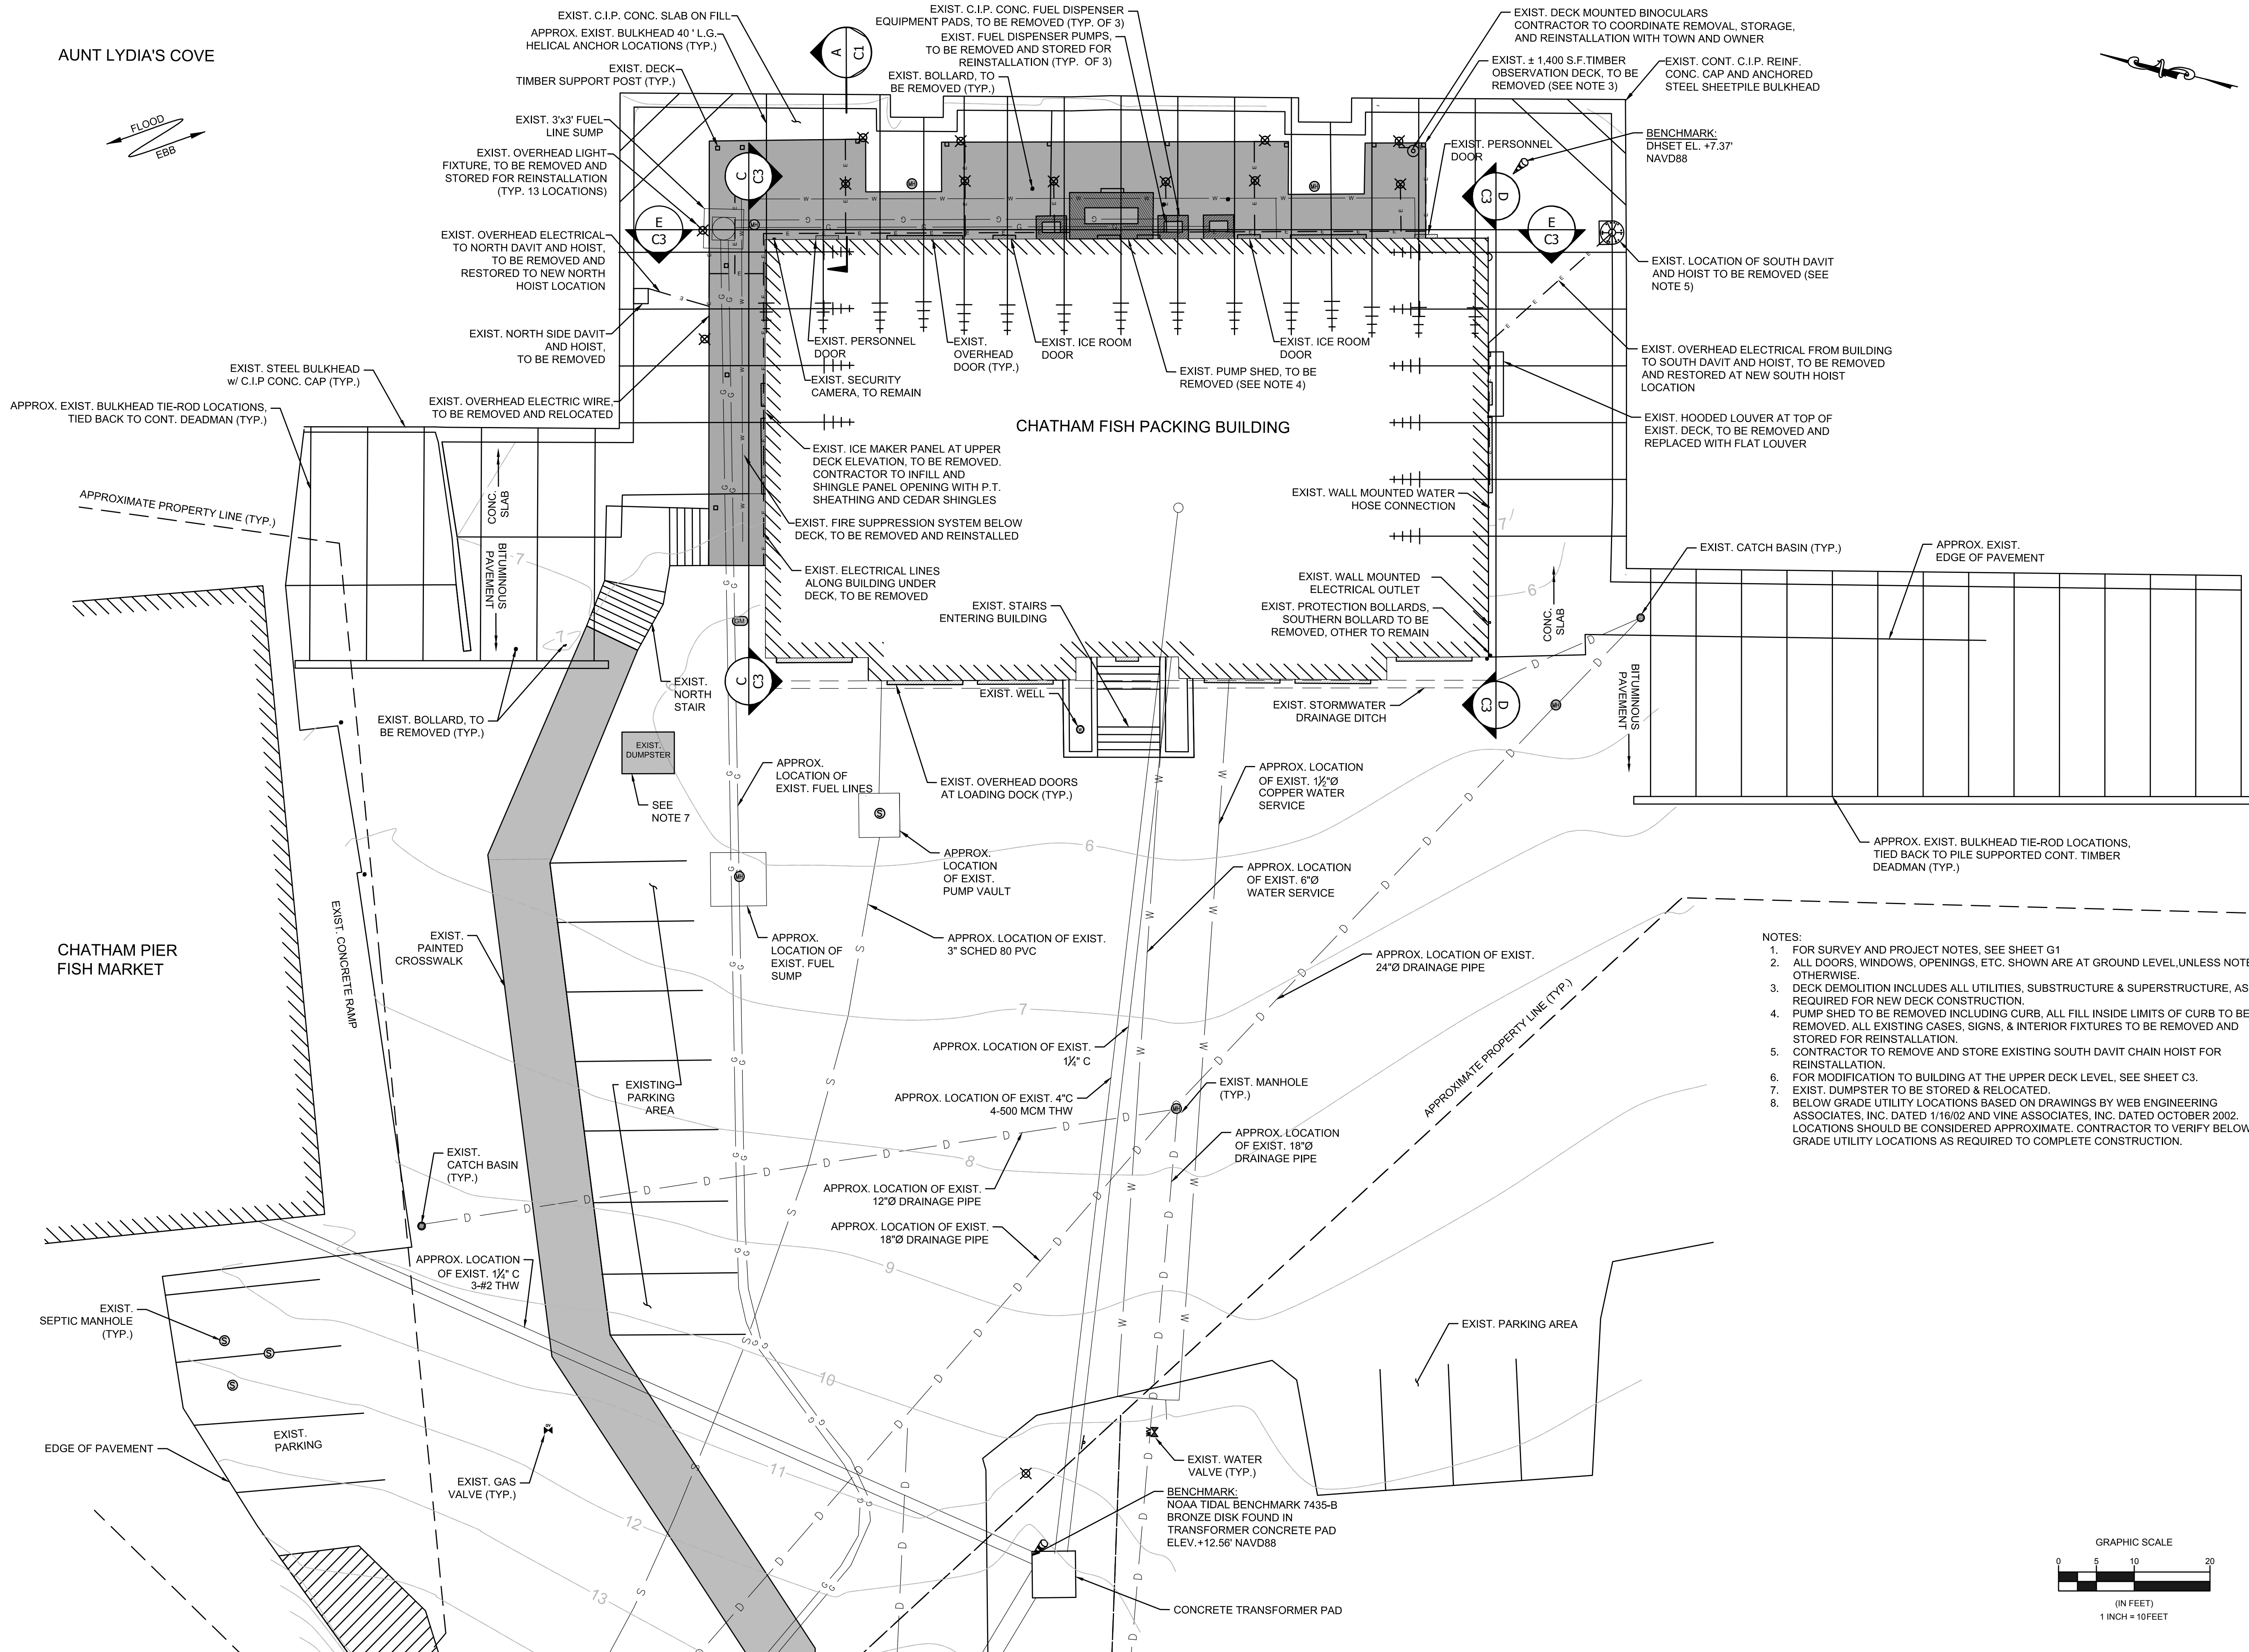 AUNT LYDIA'S COVE
FLOOD
EBB
EXIST. C.I.P. CONC. SLAB ON FILL
APPROX. EXIST. BULKHEAD 40 ' L.G.
HELICAL ANCHOR LOCATIONS (TYP.)
EXIST. DECK
TIMBER SUPPORT POST (TYP.)
EXIST. 3'x3' FUEL
LINE SUMP
EXIST. OVERHEAD LIGHT
FIXTURE, TO BE REMOVED AND
STORED FOR REINSTALLATION
(TYP. 13 LOCATIONS)
EXIST. OVERHEAD ELECTRICAL
TO NORTH DAVIT AND HOIST,
TO BE REMOVED AND
RESTORED TO NEW NORTH
HOIST LOCATION
EXIST. NORTH SIDE DAVIT
AND HOIST,
TO BE REMOVED
EXIST. STEEL BULKHEAD
w/ C.I.P CONC. CAP (TYP.)
EXIST. OVERHEAD ELECTRIC WIRE,
TO BE REMOVED AND RELOCATED
APPROX. EXIST. BULKHEAD TIE-ROD LOCATIONS,
TIED BACK TO CONT. DEADMAN (TYP.)
APPROXIMATE PROPERTY LINE (TYP.)
A
C1
EXIST. C.I.P. CONC. FUEL DISPENSER
EQUIPMENT PADS, TO BE REMOVED (TYP. OF 3)
EXIST. FUEL DISPENSER PUMPS,
TO BE REMOVED AND STORED FOR
REINSTALLATION (TYP. OF 3)
EXIST. BOLLARD, TO
BE REMOVED (TYP.)
EXIST. DECK MOUNTED BINOCULARS
CONTRACTOR TO COORDINATE REMOVAL, STORAGE,
AND REINSTALLATION WITH TOWN AND OWNER
EXIST. ± 1,400 S.F.TIMBER
OBSERVATION DECK, TO BE
REMOVED (SEE NOTE 3)
EXIST. CONT. C.I.P. REINF.
CONC. CAP AND ANCHORED
STEEL SHEETPILE BULKHEAD
BENCHMARK:
DHSET EL. +7.37'
NAVD88
EXIST. PERSONNEL
DOOR
C
C3
E
C3
D
C3
E
C3
EXIST. LOCATION OF SOUTH DAVIT
AND HOIST TO BE REMOVED (SEE
NOTE 5)
EXIST. OVERHEAD ELECTRICAL FROM BUILDING
TO SOUTH DAVIT AND HOIST, TO BE REMOVED
AND RESTORED AT NEW SOUTH HOIST
LOCATION
EXIST. HOODED LOUVER AT TOP OF
EXIST. DECK, TO BE REMOVED AND
REPLACED WITH FLAT LOUVER
EXIST. PERSONNEL
DOOR
EXIST.
OVERHEAD
DOOR (TYP.)
EXIST. ICE ROOM
DOOR
EXIST. ICE ROOM
DOOR
EXIST. PUMP SHED, TO BE
REMOVED (SEE NOTE 4)
EXIST. SECURITY
CAMERA, TO REMAIN
CHATHAM FISH PACKING BUILDING
EXIST. ICE MAKER PANEL AT UPPER
DECK ELEVATION, TO BE REMOVED.
CONTRACTOR TO INFILL AND
SHINGLE PANEL OPENING WITH P.T.
SHEATHING AND CEDAR SHINGLES
EXIST. FIRE SUPPRESSION SYSTEM BELOW
DECK, TO BE REMOVED AND REINSTALLED
EXIST. ELECTRICAL LINES
ALONG BUILDING UNDER
DECK, TO BE REMOVED
EXIST. STAIRS
ENTERING BUILDING
EXIST. WALL MOUNTED WATER
HOSE CONNECTION
EXIST. WALL MOUNTED
ELECTRICAL OUTLET
EXIST. PROTECTION BOLLARDS,
SOUTHERN BOLLARD TO BE
REMOVED, OTHER TO REMAIN
CONC.
SLAB
BITUMINOUS
PAVEMENT
CONC.
SLAB
BITUMINOUS
PAVEMENT
EXIST. CATCH BASIN (TYP.)
APPROX. EXIST.
EDGE OF PAVEMENT
7
7
7
6
GM
EXIST.
NORTH
STAIR
C
C3
D
C3
EXIST. WELL
EXIST. STORMWATER
DRAINAGE DITCH
EXIST. BOLLARD, TO
BE REMOVED (TYP.)
EXIST.
DUMPSTER
SEE
NOTE 7
APPROX.
LOCATION OF
EXIST. FUEL LINES
EXIST. OVERHEAD DOORS
AT LOADING DOCK (TYP.)
APPROX. LOCATION
OF EXIST. 1½"Ø
COPPER WATER
SERVICE
APPROX.
LOCATION
OF EXIST.
PUMP VAULT
6
APPROX. LOCATION
OF EXIST. 6"Ø
WATER SERVICE
APPROX. EXIST. BULKHEAD TIE-ROD LOCATIONS,
TIED BACK TO PILE SUPPORTED CONT. TIMBER
DEADMAN (TYP.)
CHATHAM PIER
FISH MARKET
EXIST. CONCRETE RAMP
EXIST.
PAINTED
CROSSWALK
APPROX.
LOCATION OF
EXIST. FUEL
SUMP
APPROX. LOCATION OF EXIST.
3" SCHED 80 PVC
APPROX. LOCATION OF EXIST.
24"Ø DRAINAGE PIPE
APPROXIMATE PROPERTY LINE (TYP.)
7
APPROX. LOCATION OF EXIST.
1¼" C
EXISTING
PARKING
AREA
APPROX. LOCATION OF EXIST. 4"C
4-500 MCM THW
EXIST. MANHOLE
(TYP.)
APPROX. LOCATION
OF EXIST. 18"Ø
DRAINAGE PIPE
8
EXIST.
CATCH BASIN
(TYP.)
APPROX. LOCATION OF EXIST.
12"Ø DRAINAGE PIPE
APPROX. LOCATION OF EXIST.
18"Ø DRAINAGE PIPE
9
APPROX. LOCATION
OF EXIST. 1¼" C
3-#2 THW
EXIST.
SEPTIC MANHOLE
(TYP.)
10
EXIST. PARKING AREA
EXIST.
PARKING
EDGE OF PAVEMENT
EXIST. GAS
VALVE (TYP.)
11
12
13
EXIST. WATER
VALVE (TYP.)
BENCHMARK:
NOAA TIDAL BENCHMARK 7435-B
BRONZE DISK FOUND IN
TRANSFORMER CONCRETE PAD
ELEV.+12.56' NAVD88
CONCRETE TRANSFORMER PAD
NOTES:
1. FOR SURVEY AND PROJECT NOTES, SEE SHEET G1
2. ALL DOORS, WINDOWS, OPENINGS, ETC. SHOWN ARE AT GROUND LEVEL,UNLESS NOTE
OTHERWISE.
3. DECK DEMOLITION INCLUDES ALL UTILITIES, SUBSTRUCTURE & SUPERSTRUCTURE, AS
REQUIRED FOR NEW DECK CONSTRUCTION.
4. PUMP SHED TO BE REMOVED INCLUDING CURB, ALL FILL INSIDE LIMITS OF CURB TO BE
REMOVED. ALL EXISTING CASES, SIGNS, & INTERIOR FIXTURES TO BE REMOVED AND
STORED FOR REINSTALLATION.
5. CONTRACTOR TO REMOVE AND STORE EXISTING SOUTH DAVIT CHAIN HOIST FOR
REINSTALLATION.
6. FOR MODIFICATION TO BUILDING AT THE UPPER DECK LEVEL, SEE SHEET C3.
7. EXIST. DUMPSTER TO BE STORED & RELOCATED.
8. BELOW GRADE UTILITY LOCATIONS BASED ON DRAWINGS BY WEB ENGINEERING
ASSOCIATES, INC. DATED 1/16/02 AND VINE ASSOCIATES, INC. DATED OCTOBER 2002.
LOCATIONS SHOULD BE CONSIDERED APPROXIMATE. CONTRACTOR TO VERIFY BELOW
GRADE UTILITY LOCATIONS AS REQUIRED TO COMPLETE CONSTRUCTION.
GRAPHIC SCALE
0 5 10 20
(IN FEET)
1 INCH = 10FEET